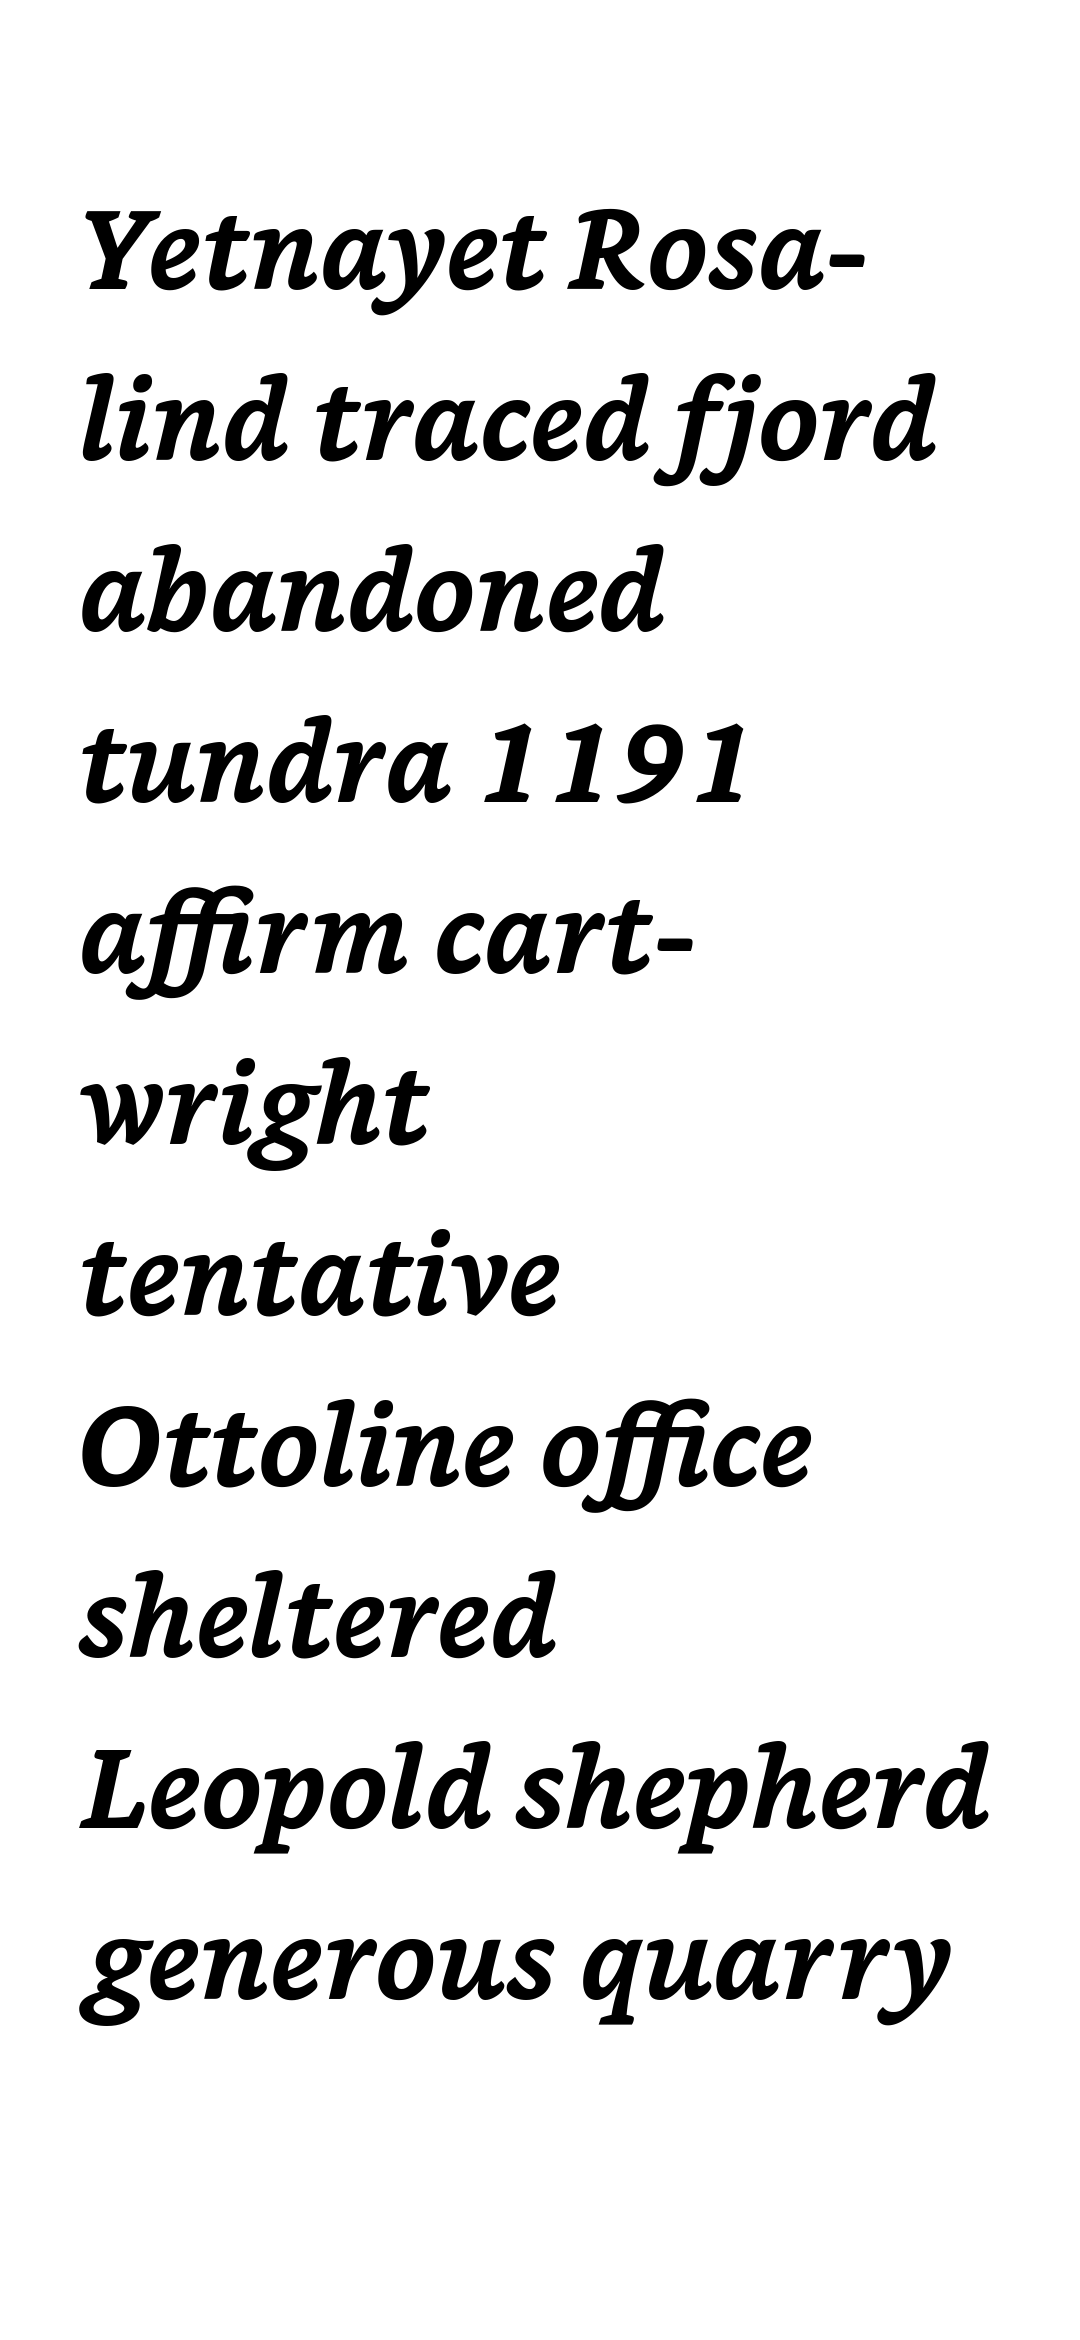 Yetnayet Rosa-
lind traced fjord
abandoned
tundra 1191
affirm cart-
wright
tentative
Ottoline office
sheltered
Leopold shepherd
generous quarry